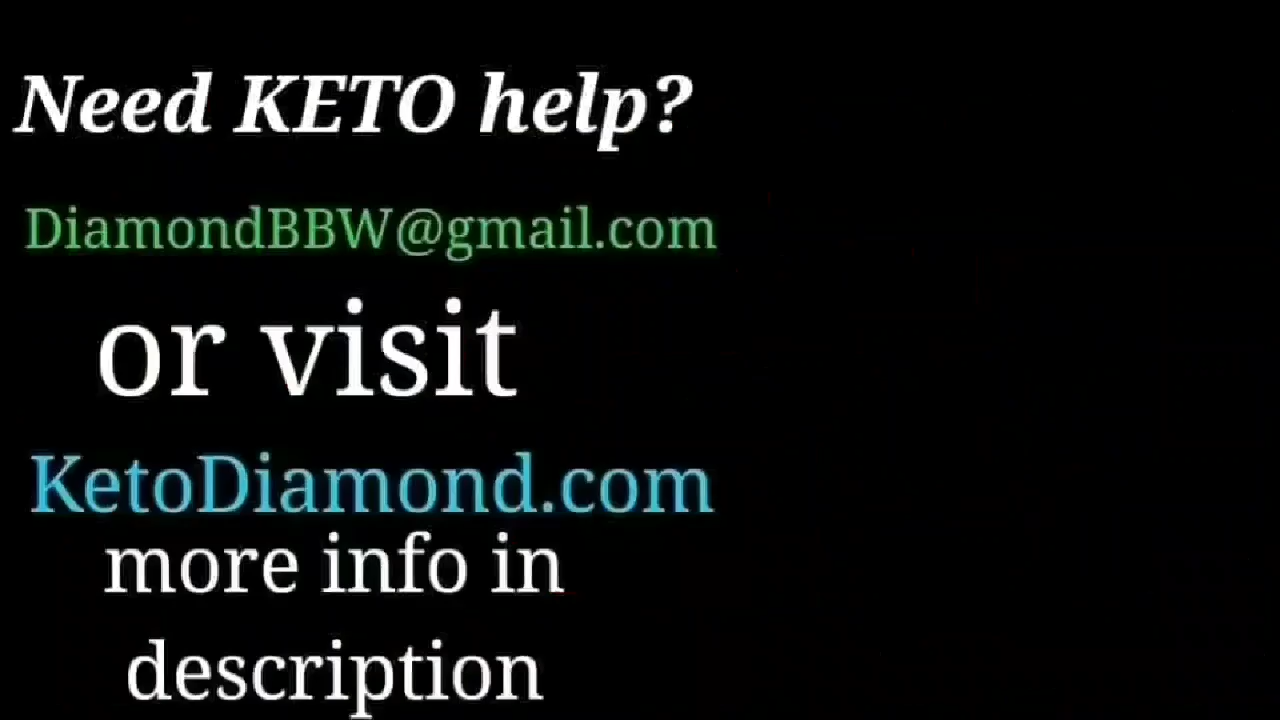 Need KETO help?
DiamondBBW@gmail.com
or visit
KetoDiamond.com
more info in
description